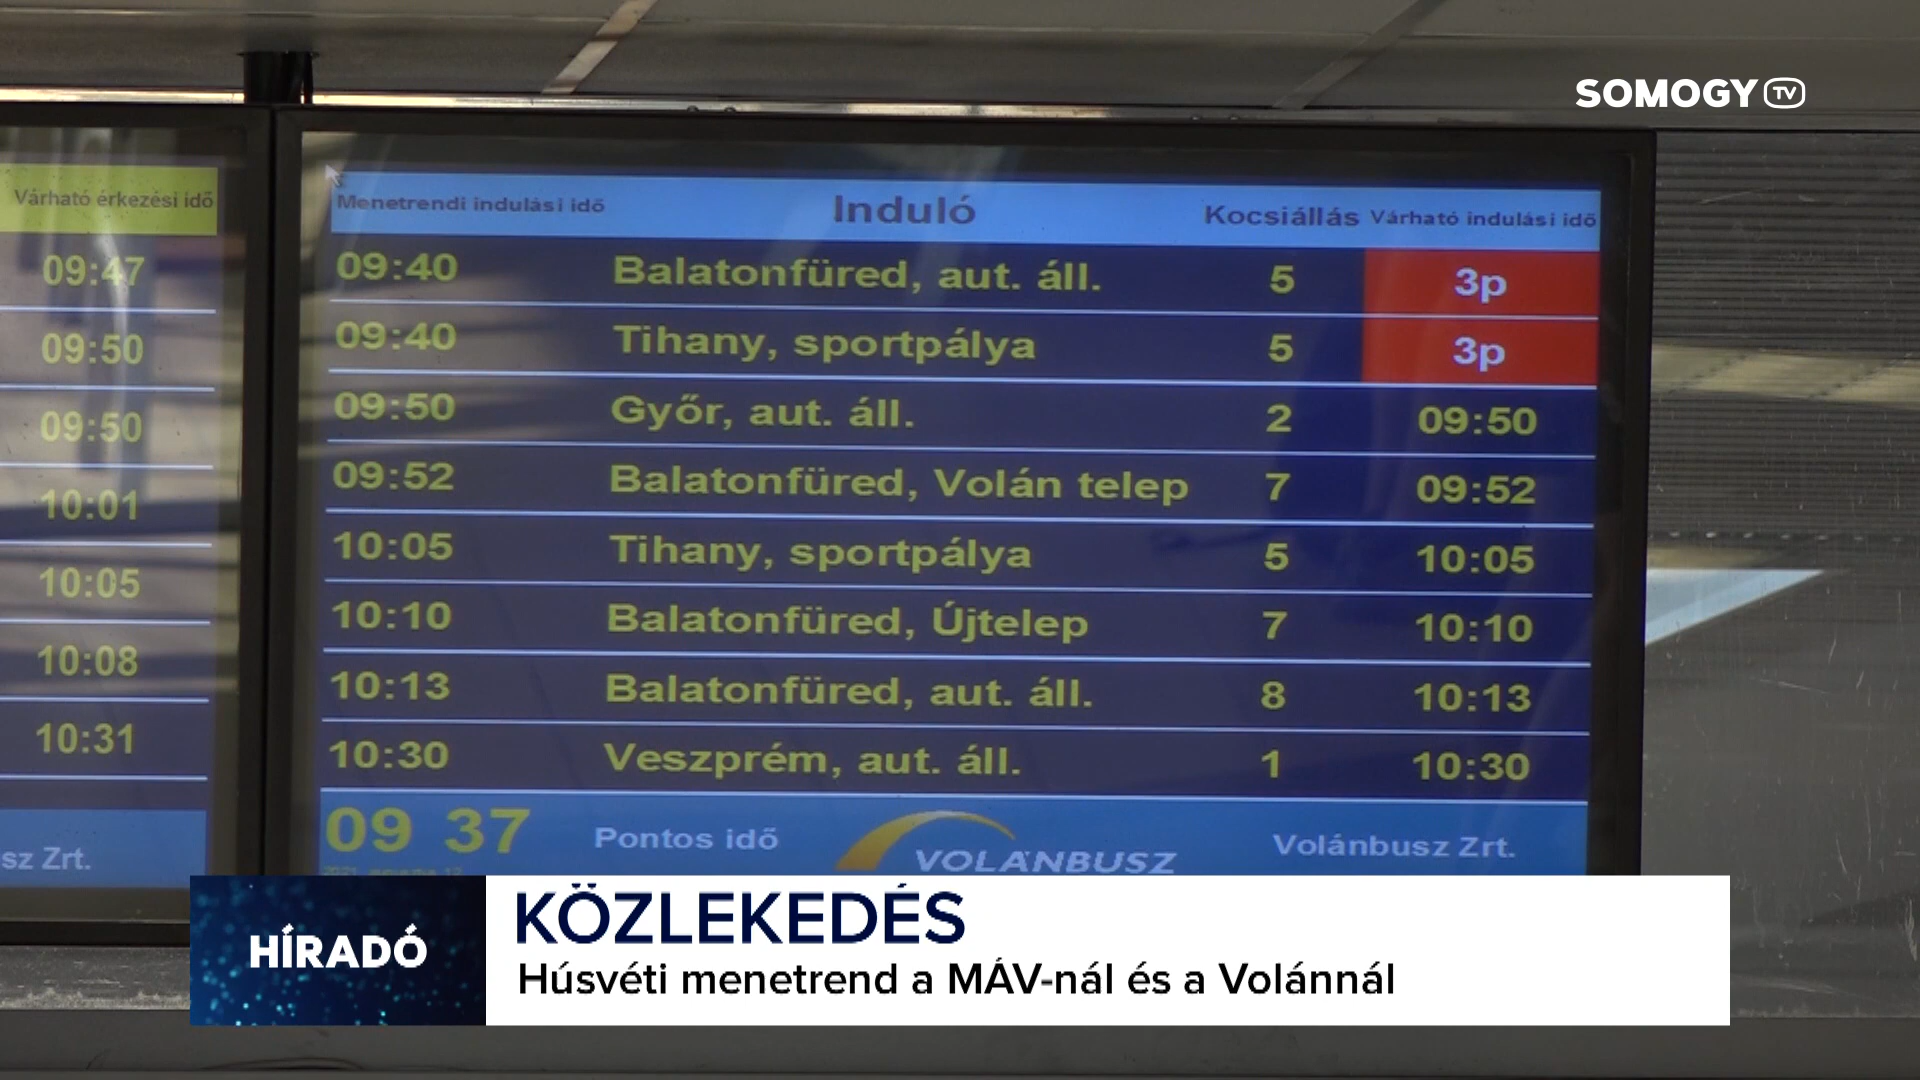 SOMOGY TV
Várható érkezési idő
09:47
09:50
09:50
10:01
10:05
10:08
10:31
sz Zrt.
Menetrendi indulási idő Induló Kocsiállás Várható indulási idő
09:40 Balatonfüred, aut. áll. 5 3p
09:40 Tihany, sportpálya 5 3p
09:50 Győr, aut. áll. 2 09:50
09:52 Balatonfüred, Volán telep 7 09:52
10:05 Tihany, sportpálya 5 10:05
10:10 Balatonfüred, Újtelep 7 10:10
10:13 Balatonfüred, aut. áll. 8 10:13
10:30 Veszprém, aut. áll. 1 10:30
09 37 Pontos idő VOLÁNBUSZ Volánbusz Zrt.
HÍRADÓ
KÖZLEKEDÉS
Húsvéti menetrend a MÁV-nál és a Volánnál